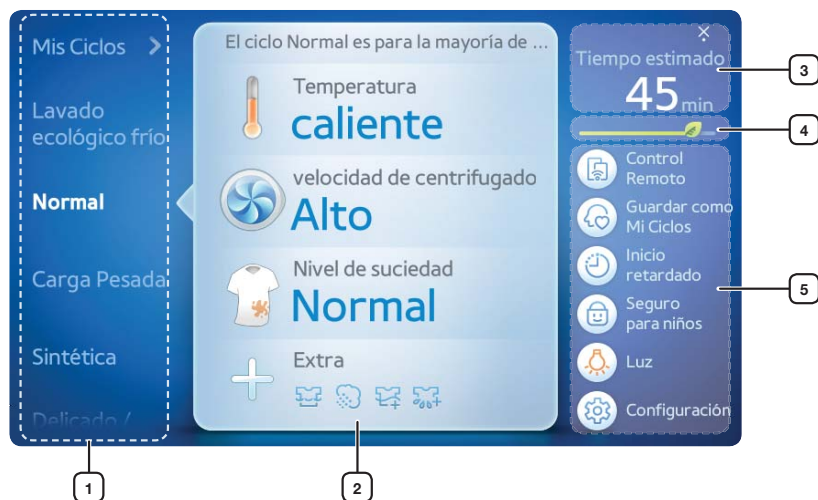 Mis Ciclos
Lavado
ecológico frío
Normal
Carga Pesada
Sintética
Delicado /
El ciclo Normal es para la mayoría de ...
Temperatura
caliente
velocidad de centrifugado
Alto
Nivel de suciedad
Normal
Extra
Tiempo estimado
45 min
Control
Remoto
Guardar como
Mi Ciclos
Inicio
retardado
Seguro
para niños
Luz
Configuración
1
2
3
4
5